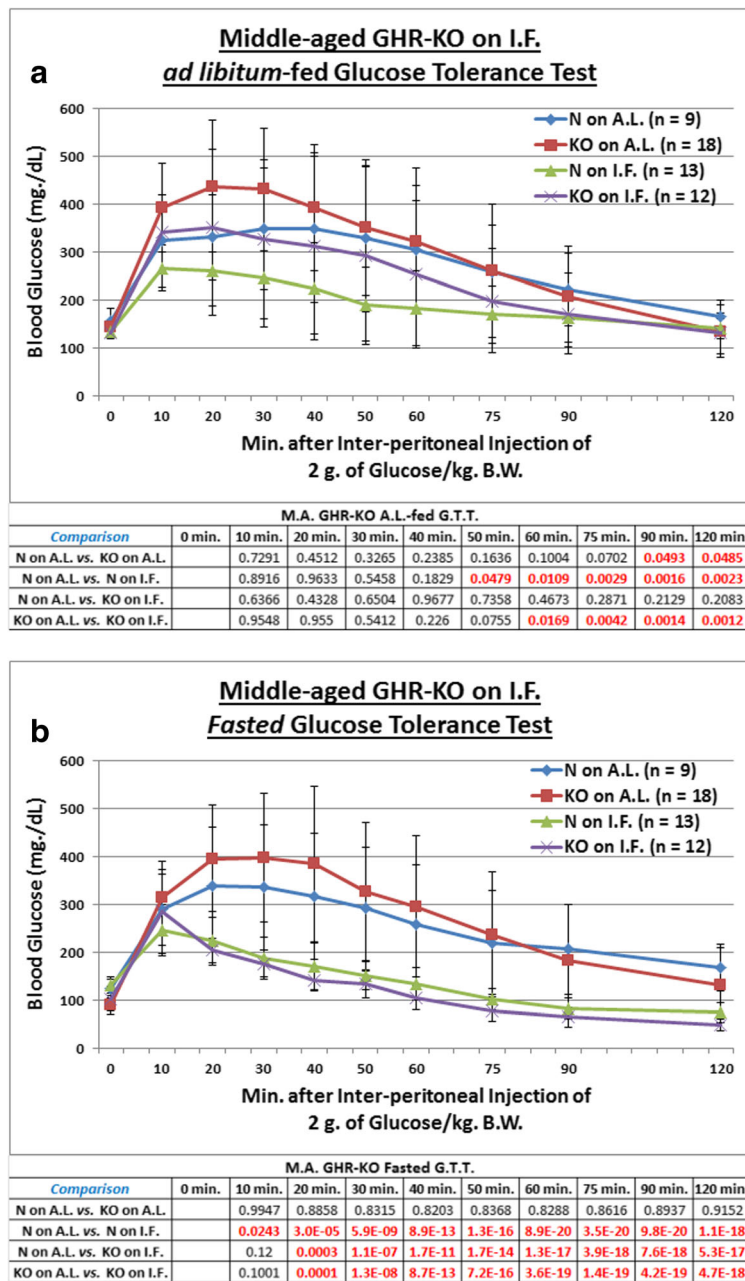 Middle-aged GHR-KO on I.F.
a
ad libitum-fed Glucose Tolerance Test
N on A.L. (n = 9)
KO on A.L. (n = 18)
N on I.F. (n = 13)
KO on I.F. (n = 12)
Blood Glucose (mg./dL)
600
500
400
300
200
100
0
0 10 20 30 40 50 60 75 90 120
Min. after Inter-peritoneal Injection of
2 g. of Glucose/kg. B.W.
M.A. GHR-KO A.L.-fed G.T.T.
Comparison 0 min. 10 min. 20 min. 30 min. 40 min. 50 min. 60 min. 75 min. 90 min. 120 min.
N on A.L. vs. KO on A.L. 0.7291 0.4512 0.3265 0.2385 0.1636 0.1004 0.0702 0.0493 0.0485
N on A.L. vs. N on I.F. 0.8916 0.9633 0.5458 0.1829 0.0479 0.0109 0.0029 0.0016 0.0023
N on A.L. vs. KO on I.F. 0.6366 0.4328 0.6504 0.9677 0.7358 0.4673 0.2871 0.2129 0.2083
KO on A.L. vs. KO on I.F. 0.9548 0.955 0.5412 0.226 0.0755 0.0169 0.0042 0.0014 0.0012
Middle-aged GHR-KO on I.F.
b
Fasted Glucose Tolerance Test
N on A.L. (n = 9)
KO on A.L. (n = 18)
N on I.F. (n = 13)
KO on I.F. (n = 12)
Blood Glucose (mg./dL)
600
500
400
300
200
100
0
0 10 20 30 40 50 60 75 90 120
Min. after Inter-peritoneal Injection of
2 g. of Glucose/kg. B.W.
M.A. GHR-KO Fasted G.T.T.
Comparison 0 min. 10 min. 20 min. 30 min. 40 min. 50 min. 60 min. 75 min. 90 min. 120 min.
N on A.L. vs. KO on A.L. 0.9947 0.8858 0.8315 0.8203 0.8368 0.8288 0.8616 0.8937 0.9152
N on A.L. vs. N on I.F. 0.0243 3.0E-05 5.9E-09 8.9E-13 1.3E-16 8.9E-20 3.5E-20 9.8E-20 1.1E-18
N on A.L. vs. KO on I.F. 0.12 0.0003 1.1E-07 1.7E-11 1.7E-14 1.3E-17 3.9E-18 7.6E-18 5.3E-17
KO on A.L. vs. KO on I.F. 0.1001 0.0001 1.3E-08 8.7E-13 7.2E-16 3.6E-19 1.4E-19 4.2E-19 4.7E-18